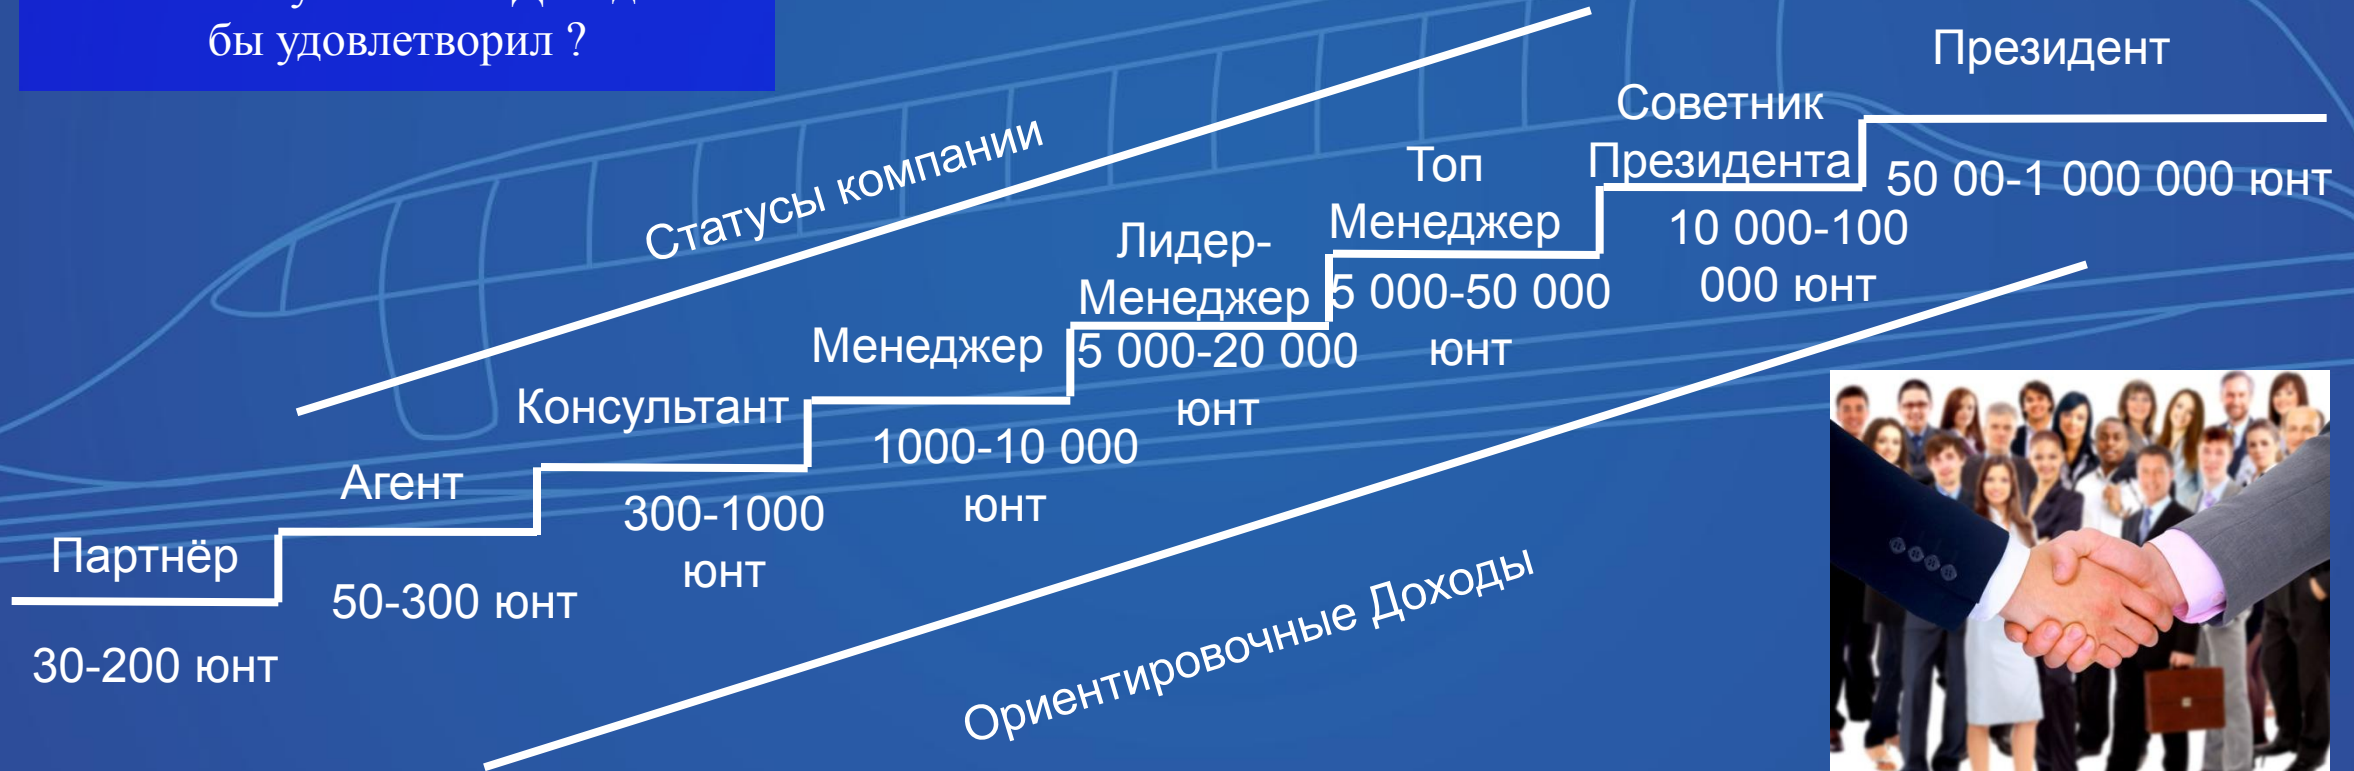 бы удовлетворил ?
Статусы компании
Партнёр
30-200 юнт
Агент
50-300 юнт
Консультант
300-1000
юнт
Менеджер
1000-10 000
юнт
Лидер-
Менеджер
5 000-20 000
юнт
Топ
Менеджер
5 000-50 000
юнт
Советник
Президента
10 000-100
000 юнт
Президент
50 00-1 000 000 юнт
Ориентировочные Доходы